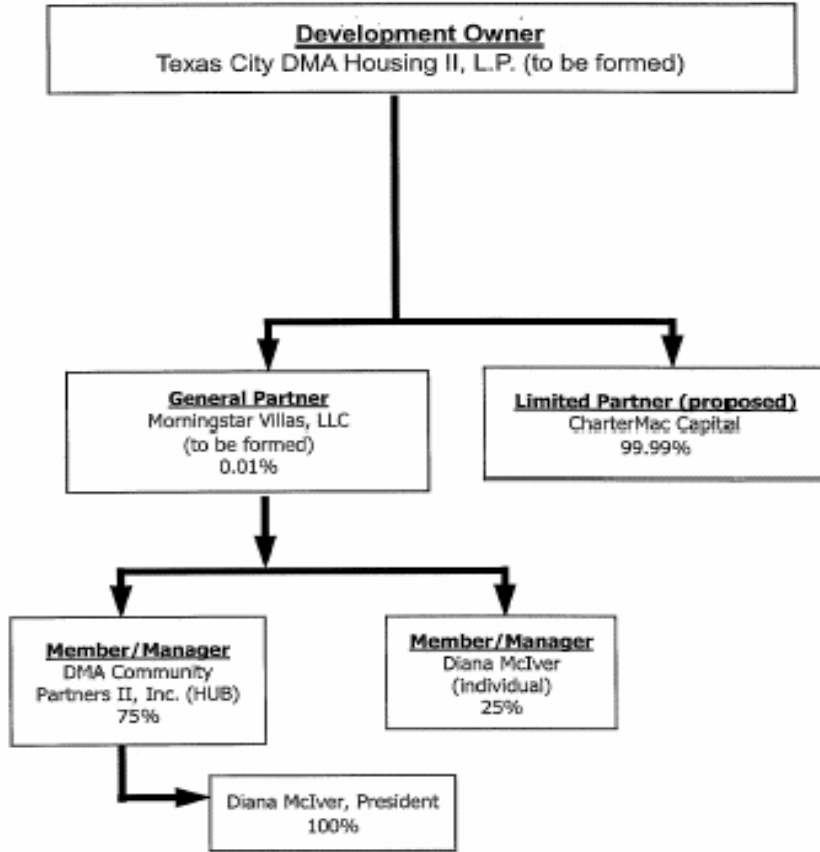 Development Owner
Texas City DMA Housing II, L.P. (to be formed)
General Partner
Morningstar Villas, LLC
(to be formed)
0.01%
Limited Partner (proposed)
CharterMac Capital
99.99%
Member/Manager
DMA Community
Partners II, Inc. (HUB)
75%
Member/Manager
Diana McIver
(individual)
25%
Diana McIver, President
100%